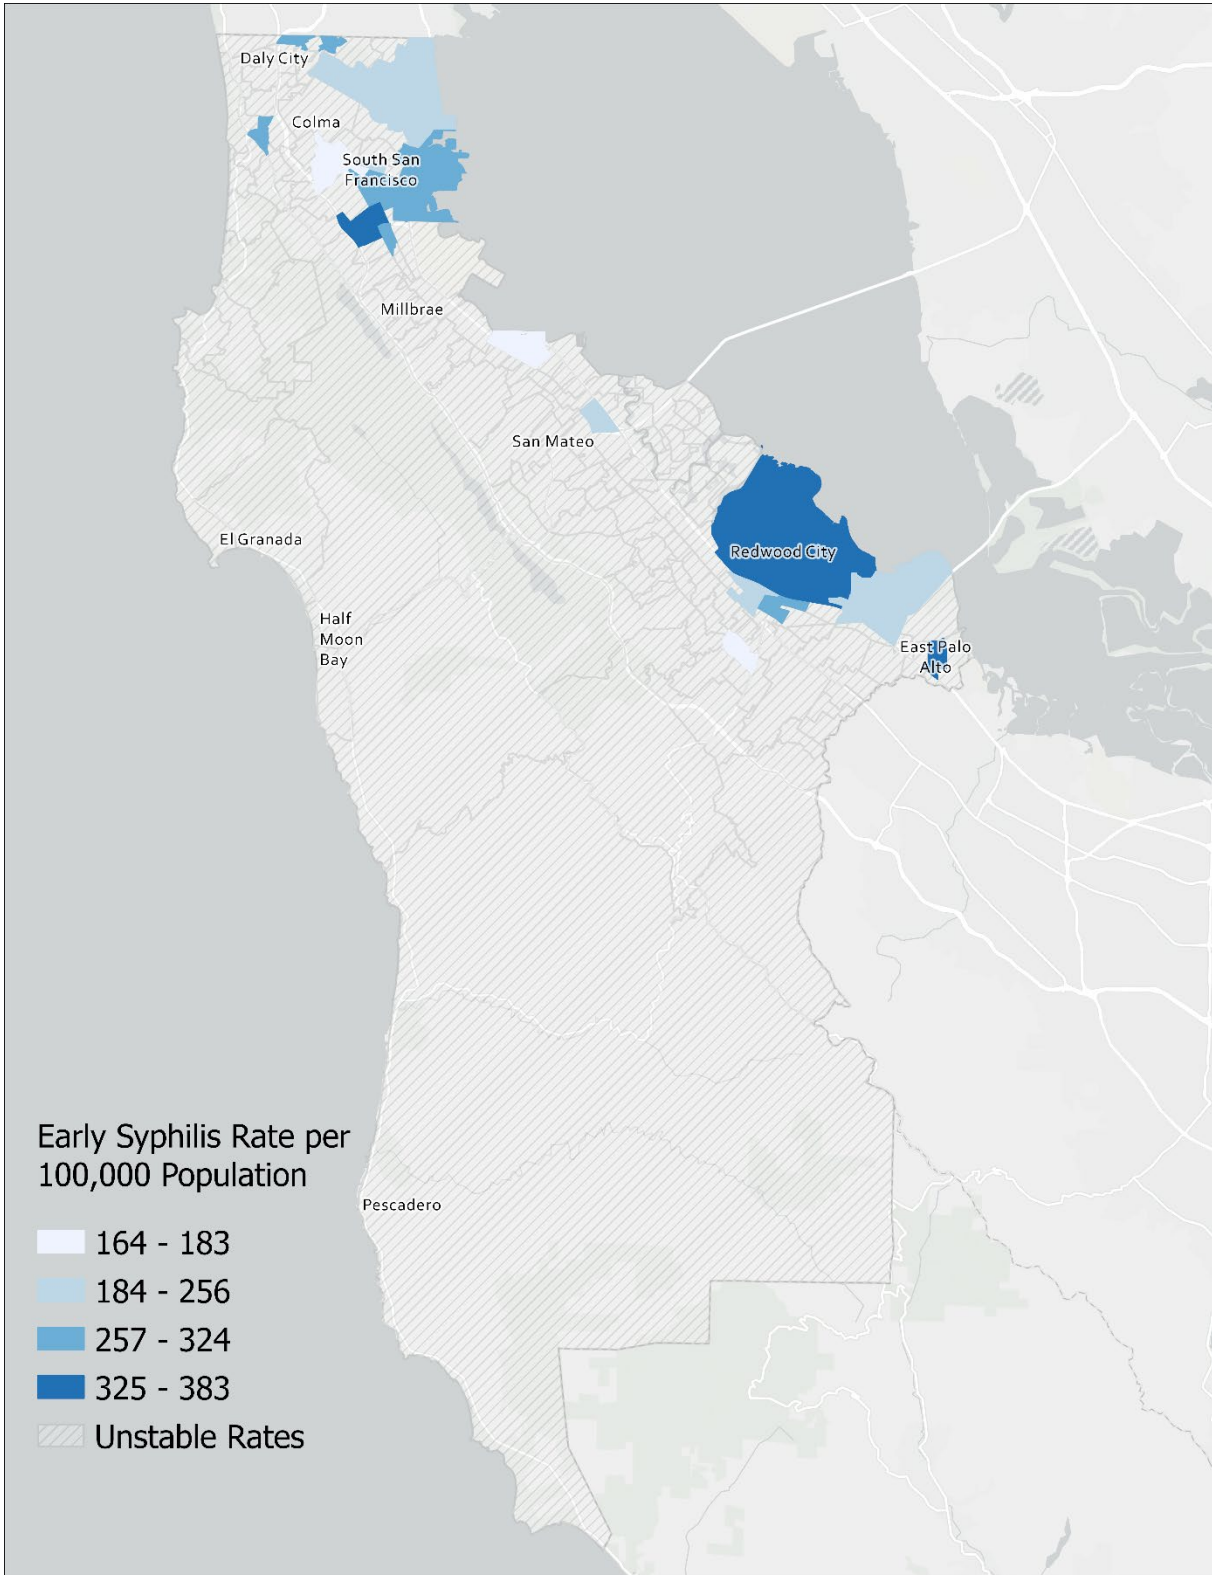 Daly City
Colma
South San
Francisco
Millbrae
San Mateo
El Granada
Redwood City
Half
Moon
Bay
East Palo
Alto
Pescadero
Early Syphilis Rate per
100,000 Population
164 - 183
184 - 256
257 - 324
325 - 383
Unstable Rates